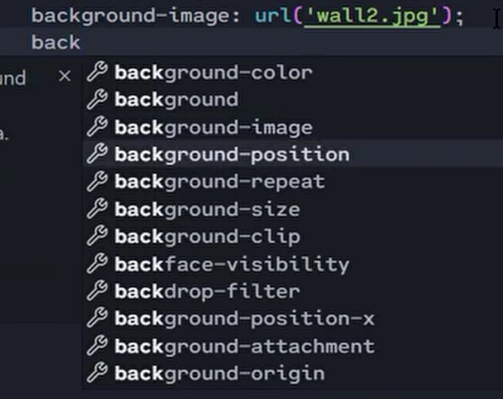 background-image: url('wall2.jpg');
back
und
a.
background-color
background
background-image
background-position
background-repeat
background-size
background-clip
backface-visibility
backdrop-filter
background-position-x
background-attachment
background-origin